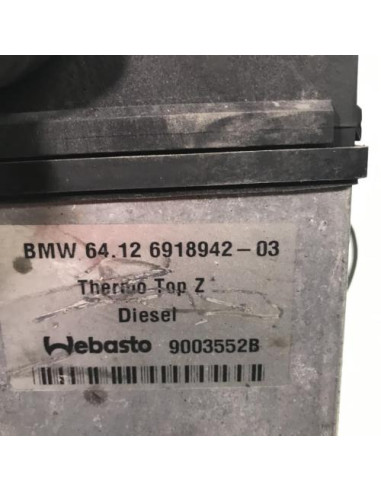 BMW 64.12 6918942-03
Thermo Top Z
Diesel
Webasto 9003552B